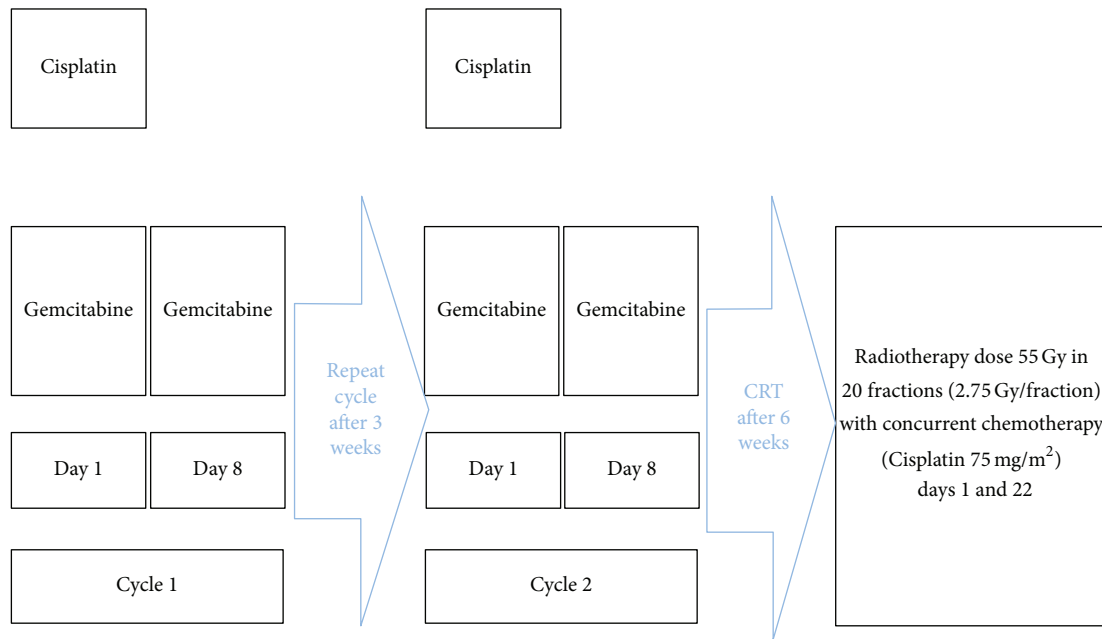 Cisplatin
Cisplatin
Gemcitabine
Gemcitabine
Repeat
cycle
after 3
weeks
Gemcitabine
Gemcitabine
CRT
after 6
weeks
Radiotherapy dose 55 Gy in
20 fractions (2.75 Gy/fraction)
with concurrent chemotherapy
(Cisplatin 75 mg/m²)
days 1 and 22
Day 1
Day 8
Day 1
Day 8
Cycle 1
Cycle 2